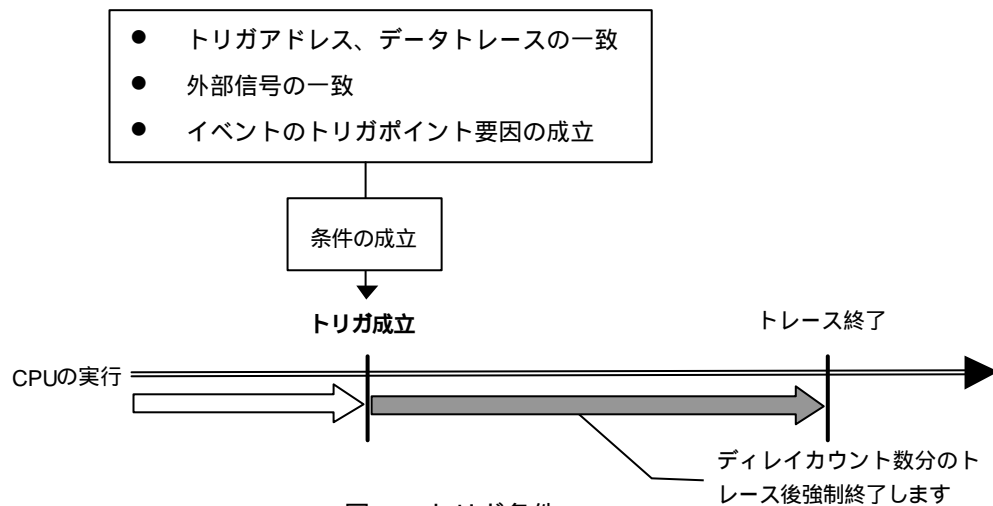 ● トリガアドレス、データトレースの一致
● 外部信号の一致
● イベントのトリガポイント要因の成立
条件の成立
トリガ成立
トレース終了
CPUの実行
ディレイカウント数分のト
レース後強制終了します